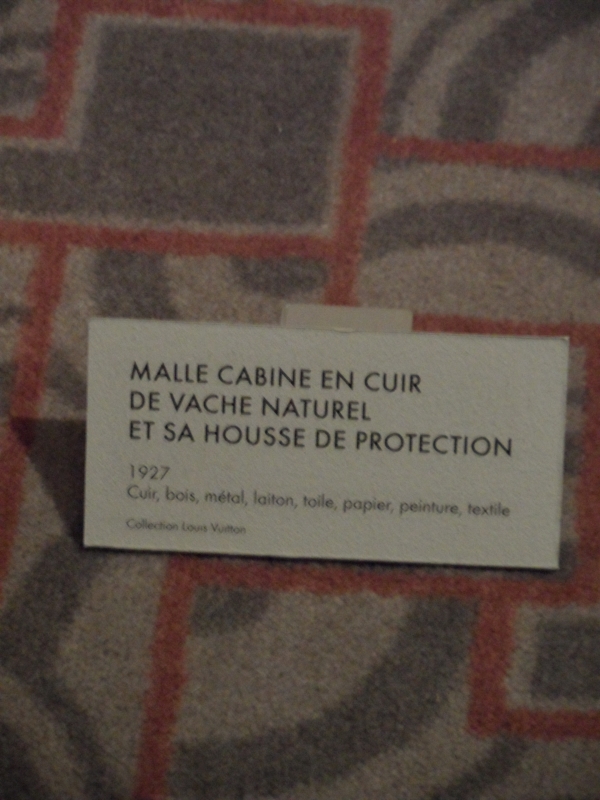 MALLE CABINE EN CUIR
DE VACHE NATUREL
ET SA HOUSSE DE PROTECTION
1927
Cuir, bois, métal, laiton, toile, papier, peinture, textile
Collection Louis Vuitton